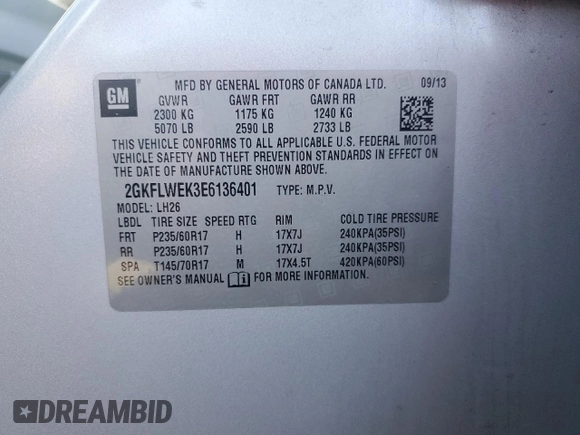 GM
MFD BY GENERAL MOTORS OF CANADA LTD. 09/13
GVWR GAWR FRT GAWR RR
2300 KG 1175 KG 1240 KG
5070 LB 2590 LB 2733 LB
THIS VEHICLE CONFORMS TO ALL APPLICABLE U.S. FEDERAL MOTOR
VEHICLE SAFETY AND THEFT PREVENTION STANDARDS IN EFFECT ON THE
DATE OF MANUFACTURE SHOWN ABOVE.
2GKFLWEK3E6136401 TYPE: M.P.V.
MODEL: LH26
LBDL TIRE SIZE SPEED RTG RIM COLD TIRE PRESSURE
FRT P235/60R17 H 17X7J 240KPA(35PSI)
RR P235/60R17 H 17X7J 240KPA(35PSI)
SPA T145/70R17 M 17X4.5T 420KPA(60PSI)
SEE OWNER'S MANUAL FOR MORE INFORMATION.
DREAMBID